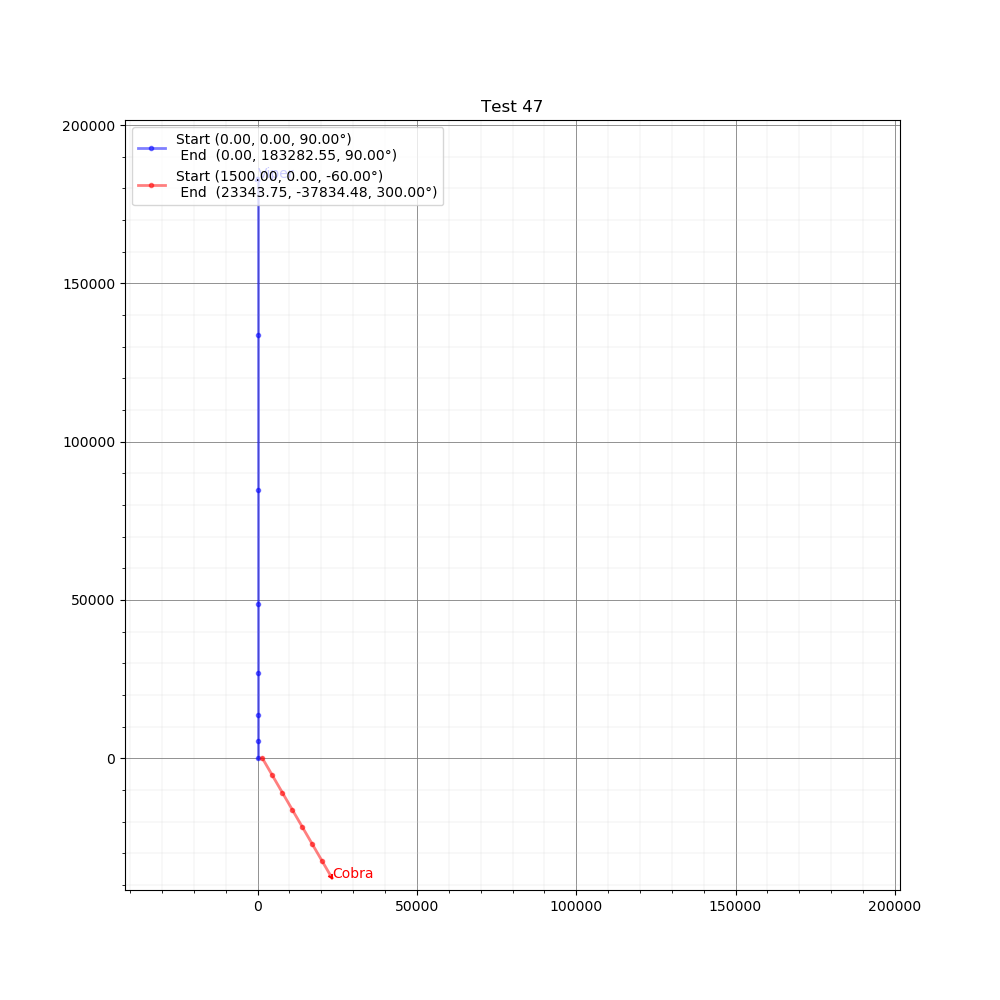 Test 47
Start (0.00, 0.00, 90.00°)
End (0.00, 183282.55, 90.00°)
Start (1500.00, 0.00, -60.00°)
End (23343.75, -37834.48, 300.00°)
200000
150000
100000
50000
0
Cobra
0
50000
100000
150000
200000